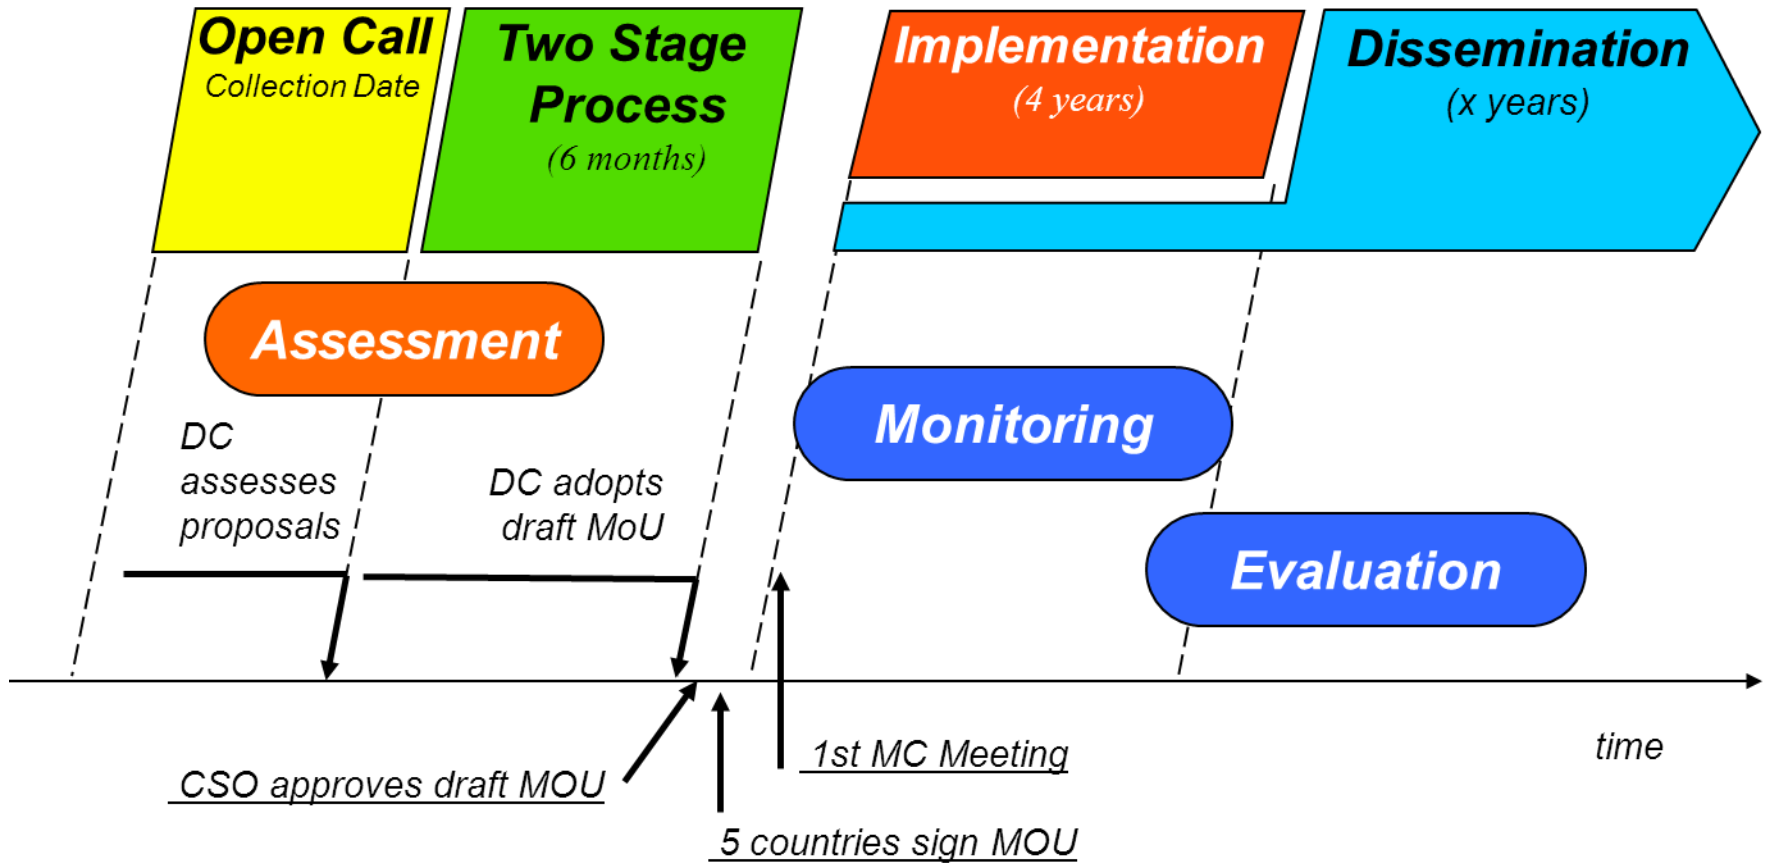 Open Call
Collection Date
Two Stage
Process
(6 months)
Implementation
(4 years)
Dissemination
(x years)
Assessment
Monitoring
Evaluation
DC
assesses
proposals
DC adopts
draft MoU
CSO approves draft MOU
1st MC Meeting
5 countries sign MOU
time